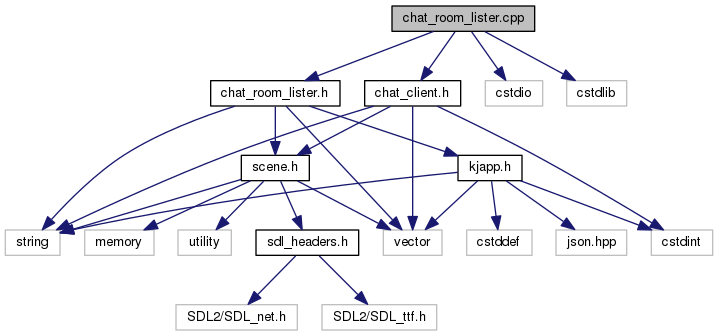 chat_room_lister.cpp
chat_room_lister.h
chat_client.h
cstdio
cstdlib
scene.h
kjapp.h
string
memory
utility
sdl_headers.h
vector
cstddef
json.hpp
cstdint
SDL2/SDL_net.h
SDL2/SDL_ttf.h